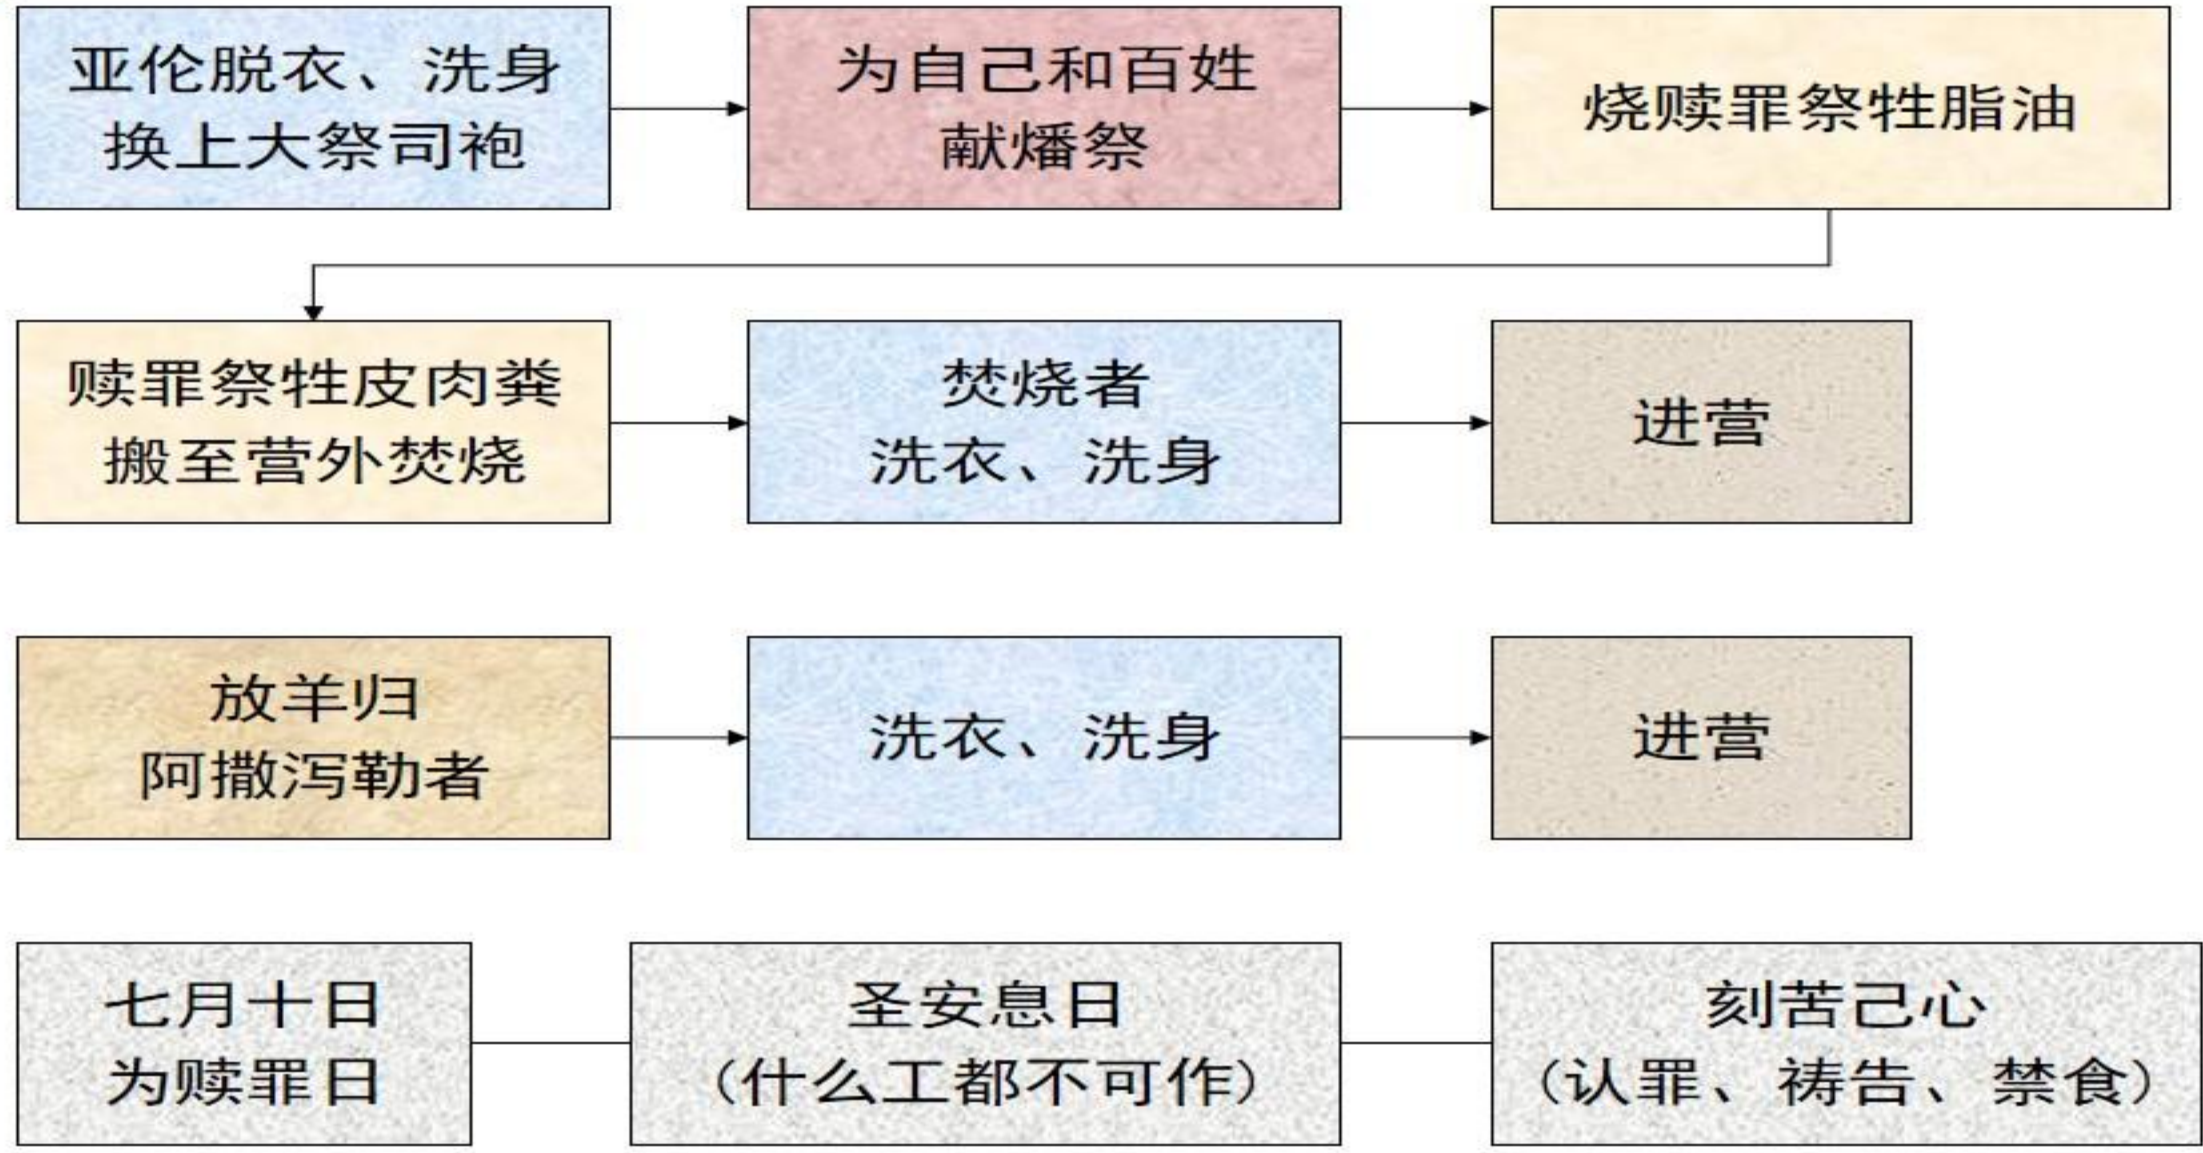 亚伦脱衣、洗身
换上大祭司袍
为自己和百姓
献燔祭
烧赎罪祭牲脂油
赎罪祭牲皮肉粪
搬至营外焚烧
焚烧者
洗衣、洗身
进营
放羊归
阿撒泻勒者
洗衣、洗身
进营
七月十日
为赎罪日
圣安息日
(什么工都不可作)
刻苦己心
(认罪、祷告、禁食)